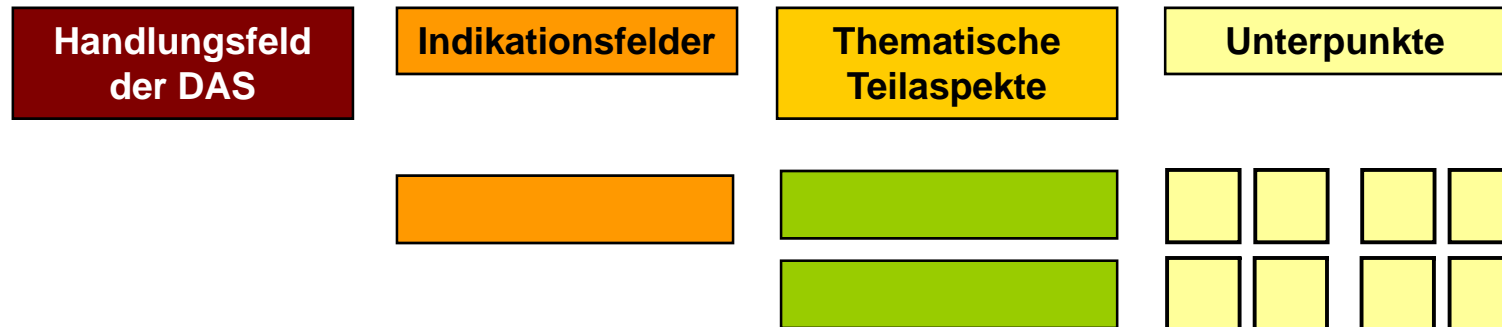 Handlungsfeld
der DAS
Indikationsfelder
Thematische
Teilaspekte
Unterpunkte